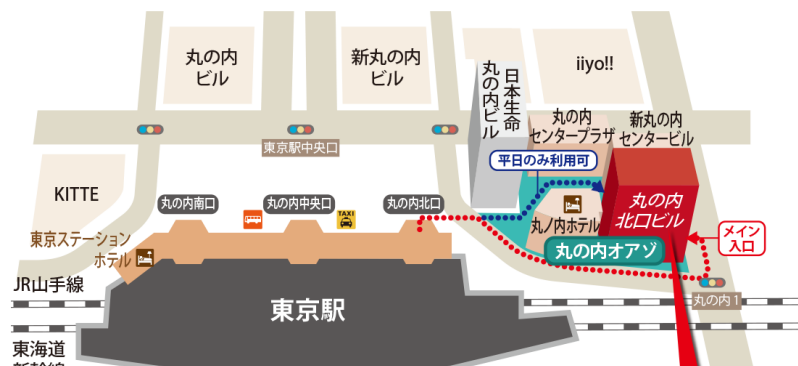 丸の内
ビル
新丸の内
ビル
日本生命
丸の内ビル
iiyo!!
丸の内
センタープラザ
新丸の内
センタービル
東京駅中央口
平日のみ利用可
KITTE
丸の内南口
丸の内中央口
TAXI
丸の内北口
丸ノ内ホテル
丸の内
北口ビル
メイン
入口
東京ステーション
ホテル
丸の内オアゾ
JR山手線
丸の内1
東京駅
東海道
新幹線